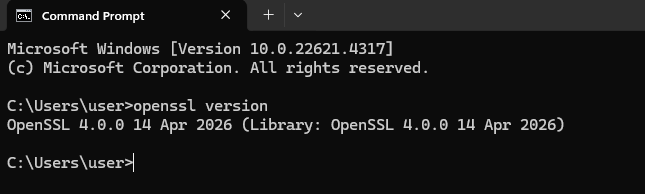 Command Prompt
Microsoft Windows [Version 10.0.22621.4317]
(c) Microsoft Corporation. All rights reserved.
C:\Users\user>openssl version
OpenSSL 4.0.0 14 Apr 2026 (Library: OpenSSL 4.0.0 14 Apr 2026)
C:\Users\user>